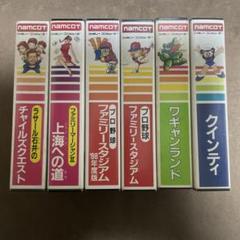 namcot
ラサール石井の
チャイルズクエスト
namcot
ファミリーマージャンII
上海への道
namcot
プロ野球
ファミリースタジアム
'88年度版
namcot
プロ野球
ファミリースタジアム
namcot
ワギャンランド
namcot
クインティ